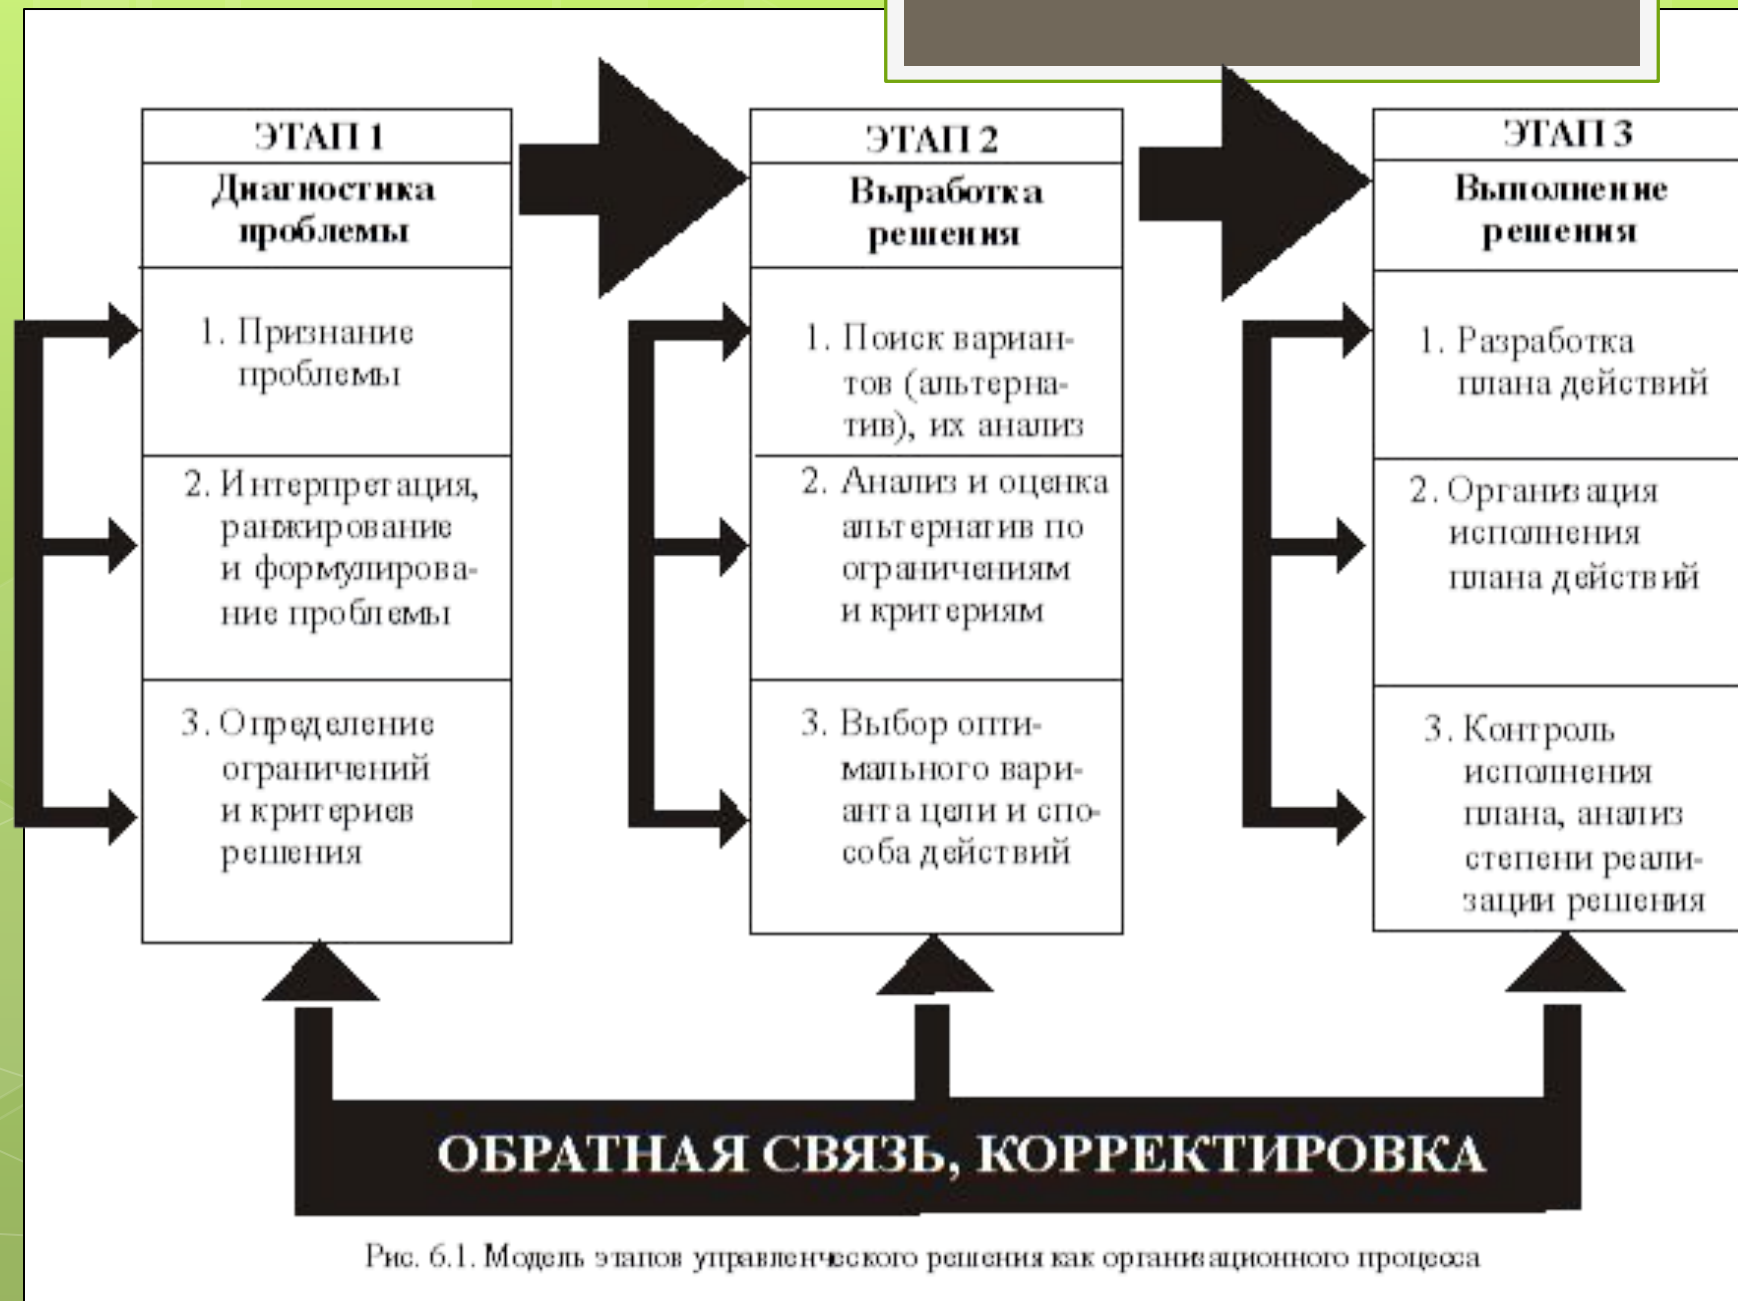 ЭТАП 1
Диагностика
проблемы
1. Признание
проблемы
2. Интерпретация,
ранжирование
и формулирова-
ние проблемы
3. Определение
ограничений
и критериев
решения
ЭТАП 2
Выработка
решения
1. Поиск вариан-
тов (альтерна-
тив), их анализ
2. Анализ и оценка
альтернатив по
ограничениям
и критериям
3. Выбор опти-
мального вари-
анта цели и спо-
соба действий
ЭТАП 3
Выполнение
решения
1. Разработка
плана действий
2. Организация
исполнения
плана действий
3. Контроль
исполнения
плана, анализ
степени реали-
зации решения
ОБРАТНАЯ СВЯЗЬ, КОРРЕКТИРОВКА
Рис. 6.1. Модель этапов управленческого решения как организационного процесса